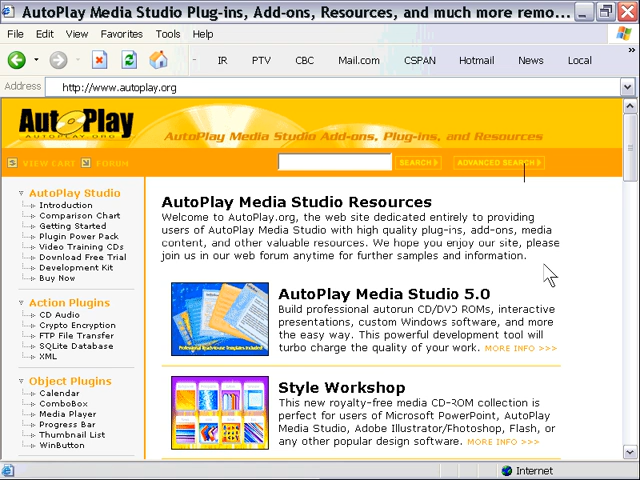 AutoPlay Media Studio Plug-ins, Add-ons, Resources, and much more remo...
File Edit View Favorites Tools Help
IR PTV CBC Mail.com CSPAN Hotmail News Local
Address http://www.autoplay.org
AutoPlay
AUTOPLAY.ORG
AutoPlay Media Studio Add-ons, Plug-ins, and Resources
VIEW CART FORUM SEARCH ADVANCED SEARCH
AutoPlay Studio
Introduction
Comparison Chart
Getting Started
Plugin Power Pack
Video Training CDs
Download Free Trial
Development Kit
Buy Now
Action Plugins
CD Audio
Crypto Encryption
FTP File Transfer
SQLite Database
XML
Object Plugins
Calendar
ComboBox
Media Player
Progress Bar
Thumbnail List
WinButton
AutoPlay Media Studio Resources
Welcome to AutoPlay.org, the web site dedicated entirely to providing
users of AutoPlay Media Studio with high quality plug-ins, add-ons, media
content, and other valuable resources. We hope you enjoy our site, please
join us in our web forum anytime for further samples and information.
AutoPlay Media Studio 5.0
Build professional autorun CD/DVD ROMs, interactive
presentations, custom Windows software, and more
the easy way. This powerful development tool will
turbo charge the quality of your work. MORE INFO >>>
Style Workshop
This new royalty-free media CD-ROM collection is
perfect for users of Microsoft PowerPoint, AutoPlay
Media Studio, Adobe Illustrator/Photoshop, Flash, or
any other popular design software. MORE INFO >>>
Internet